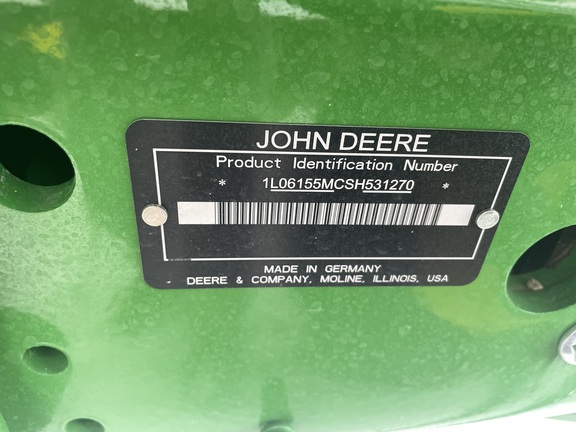 JOHN DEERE
Product Identification Number
* 1L06155MCSH531270 *
MADE IN GERMANY
DEERE & COMPANY, MOLINE, ILLINOIS, USA